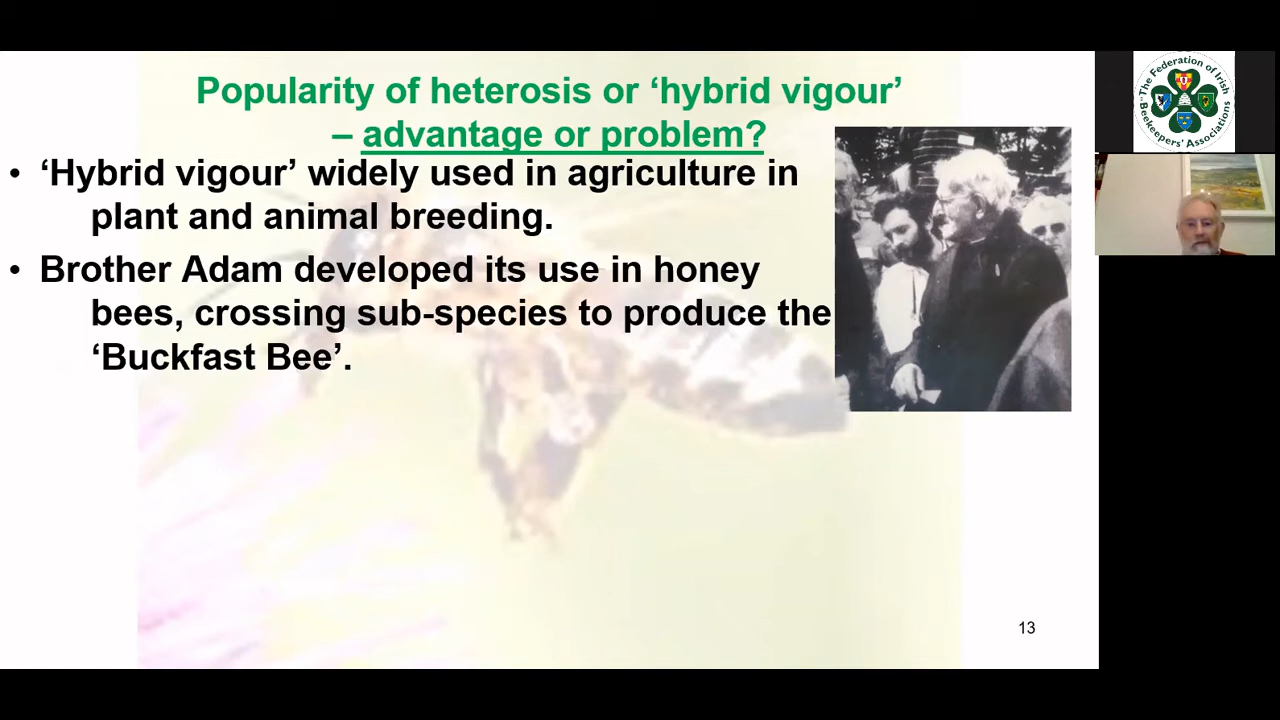 Popularity of heterosis or ‘hybrid vigour’
– advantage or problem?
• ‘Hybrid vigour’ widely used in agriculture in
plant and animal breeding.
• Brother Adam developed its use in honey
bees, crossing sub-species to produce the
‘Buckfast Bee’.
13
The Federation of Irish
Beekeepers' Associations